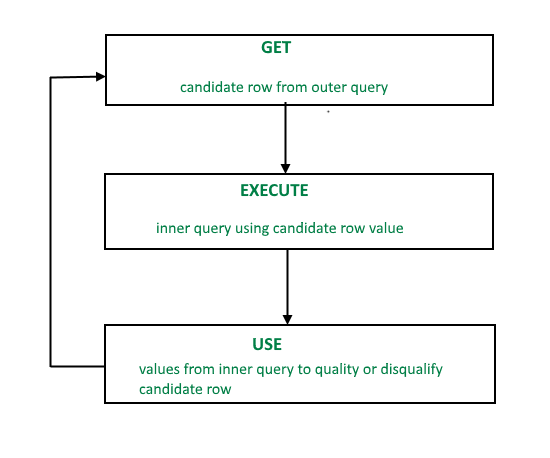 GET
candidate row from outer query
EXECUTE
inner query using candidate row value
USE
values from inner query to quality or disqualify
candidate row